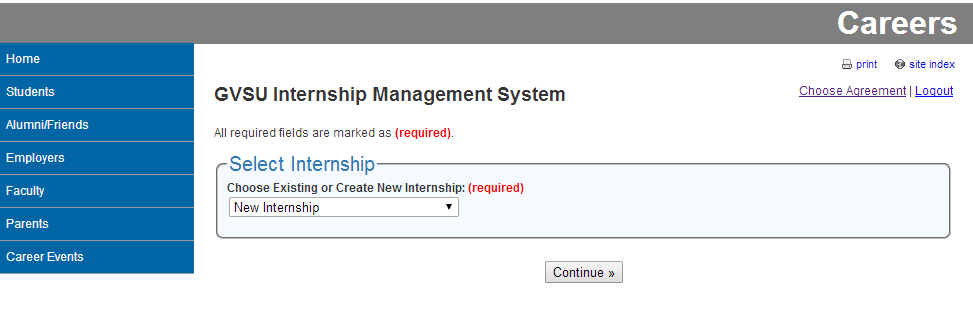 Careers
Home
Students
Alumni/Friends
Employers
Faculty
Parents
Career Events
print site index
Choose Agreement | Logout
GVSU Internship Management System
All required fields are marked as (required).
Select Internship
Choose Existing or Create New Internship: (required)
New Internship
Continue »